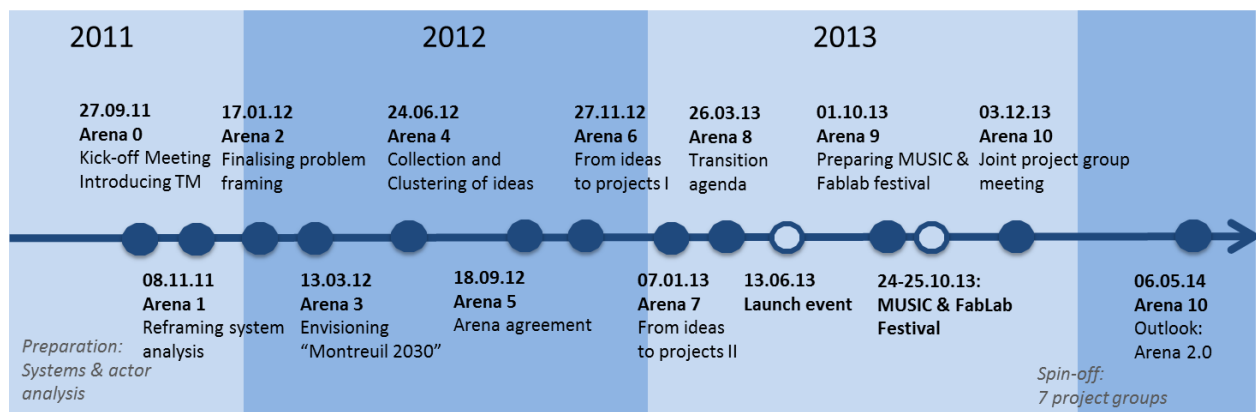 2011
2012
2013
27.09.11
Arena 0
Kick-off Meeting
Introducing TM
17.01.12
Arena 2
Finalising problem
framing
24.06.12
Arena 4
Collection and
Clustering of ideas
27.11.12
Arena 6
From ideas
to projects I
26.03.13
Arena 8
Transition
agenda
01.10.13
Arena 9
Preparing MUSIC &
Fablab festival
03.12.13
Arena 10
Joint project group
meeting
08.11.11
Arena 1
Reframing system
analysis
13.03.12
Arena 3
Envisioning
“Montreuil 2030”
18.09.12
Arena 5
Arena agreement
07.01.13
Arena 7
From ideas
to projects II
13.06.13
Launch event
24-25.10.13:
MUSIC & FabLab
Festival
06.05.14
Arena 10
Outlook:
Arena 2.0
Preparation:
Systems & actor
analysis
Spin-off:
7 project groups